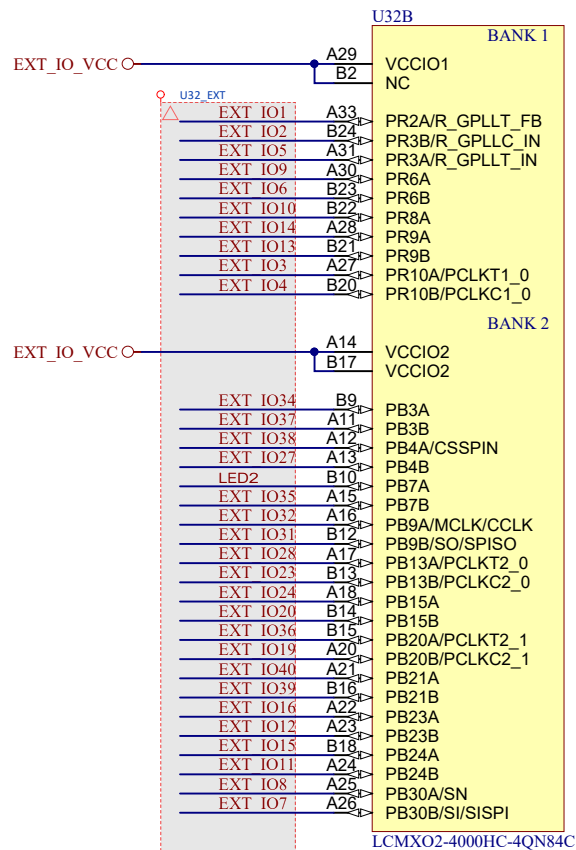 U32B
BANK 1
EXT_IO_VCC A29 VCCIO1
B2 NC
U32_EXT
EXT_IO1 A33 PR2A/R_GPLLT_FB
EXT_IO2 B24 PR3B/R_GPLLC_IN
EXT_IO5 A31 PR3A/R_GPLLT_IN
EXT_IO9 A30 PR6A
EXT_IO6 B23 PR6B
EXT_IO10 B22 PR8A
EXT_IO14 A28 PR9A
EXT_IO13 B21 PR9B
EXT_IO3 A27 PR10A/PCLKT1_0
EXT_IO4 B20 PR10B/PCLKC1_0
BANK 2
EXT_IO_VCC A14 VCCIO2
B17 VCCIO2
EXT_IO34 B9 PB3A
EXT_IO37 A11 PB3B
EXT_IO38 A12 PB4A/CSSPIN
EXT_IO27 A13 PB4B
LED2 B10 PB7A
EXT_IO35 A15 PB7B
EXT_IO32 A16 PB9A/MCLK/CCLK
EXT_IO31 B12 PB9B/SO/SPISO
EXT_IO28 A17 PB13A/PCLKT2_0
EXT_IO23 B13 PB13B/PCLKC2_0
EXT_IO24 A18 PB15A
EXT_IO20 B14 PB15B
EXT_IO36 B15 PB20A/PCLKT2_1
EXT_IO19 A20 PB20B/PCLKC2_1
EXT_IO40 A21 PB21A
EXT_IO39 B16 PB21B
EXT_IO16 A22 PB23A
EXT_IO12 A23 PB23B
EXT_IO15 B18 PB24A
EXT_IO11 A24 PB24B
EXT_IO8 A25 PB30A/SN
EXT_IO7 A26 PB30B/SI/SISPI
LCMXO2-4000HC-4QN84C